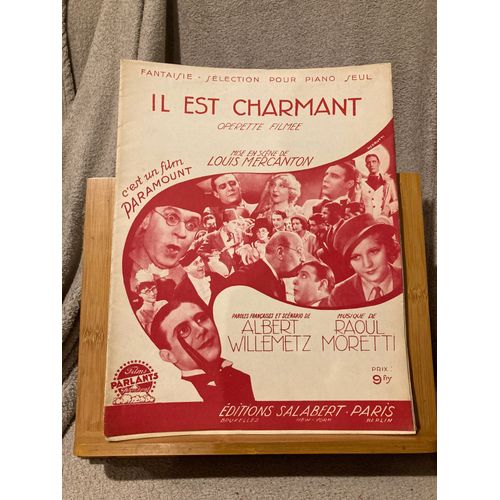 FANTAISIE - SÉLECTION POUR PIANO SEUL
IL EST CHARMANT
OPERETTE FILMÉE
MISE EN SCÈNE DE
LOUIS MERCANTON
c'est un film
PARAMOUNT
PAROLES FRANÇAISES ET SCÉNARIO DE
ALBERT
WILLEMETZ
MUSIQUE DE
RAOUL
MORETTI
Films
PARLANTS
PRIX :
9 frs
ÉDITIONS SALABERT - PARIS
BRUXELLES NEW-YORK BERLIN